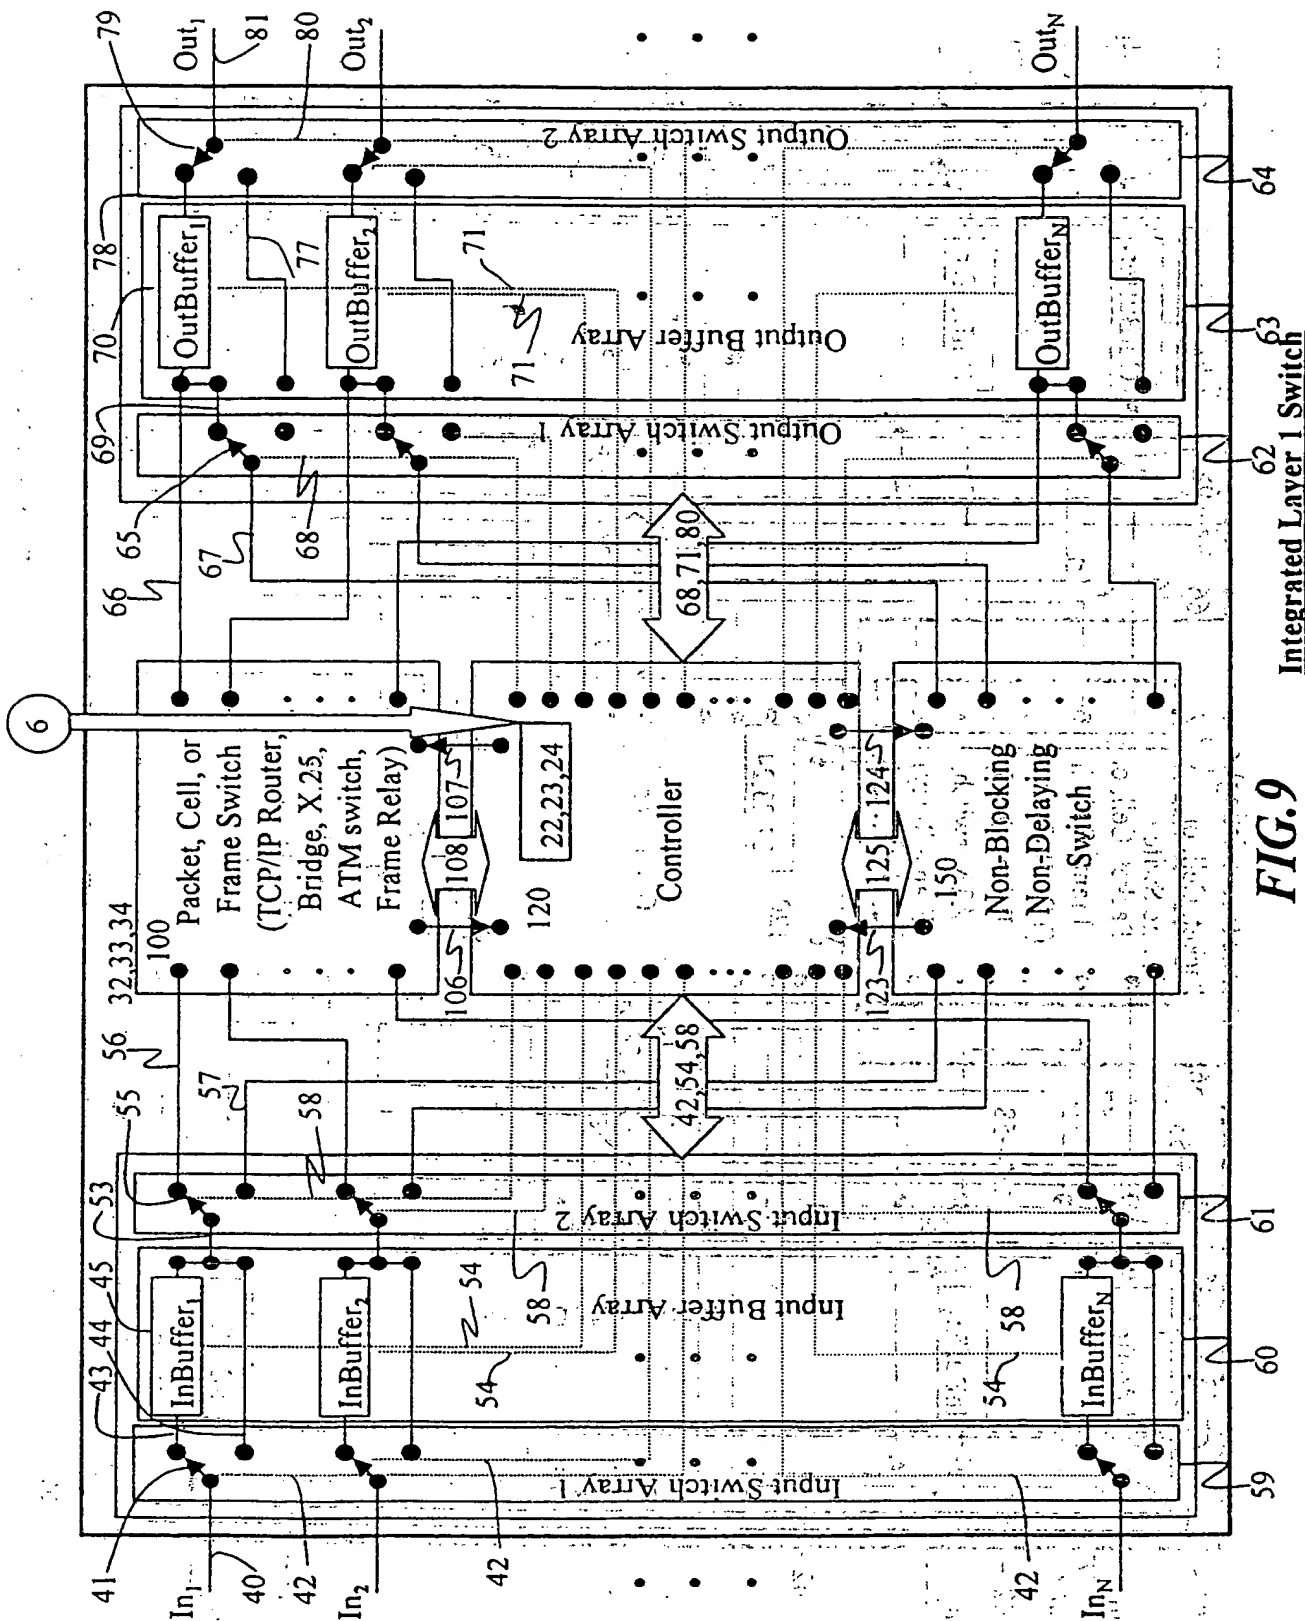 In1
40
41
42
In2
42
InN
42
43
44
45
53
55
56
57
58
InBuffer1
InBuffer2
InBufferN
54
54
54
58
58
Input Switch Array 1
Input Buffer Array
Input Switch Array 2
59
60
61
32,33,34
100
Packet, Cell, or
Frame Switch
(TCP/IP Router,
Bridge, X.25,
ATM switch,
Frame Relay)
6
106
108
107
120
22,23,24
Controller
42,54,58
68,71,80
123
125
124
150
Non-Blocking
Non-Delaying
Switch
66
67
65
68
69
70
78
79
Out1
81
80
Out2
OutN
OutBuffer1
OutBuffer2
OutBufferN
77
71
71
Output Switch Array 1
Output Buffer Array
Output Switch Array 2
62
63
64
FIG.9
Integrated Layer 1 Switch